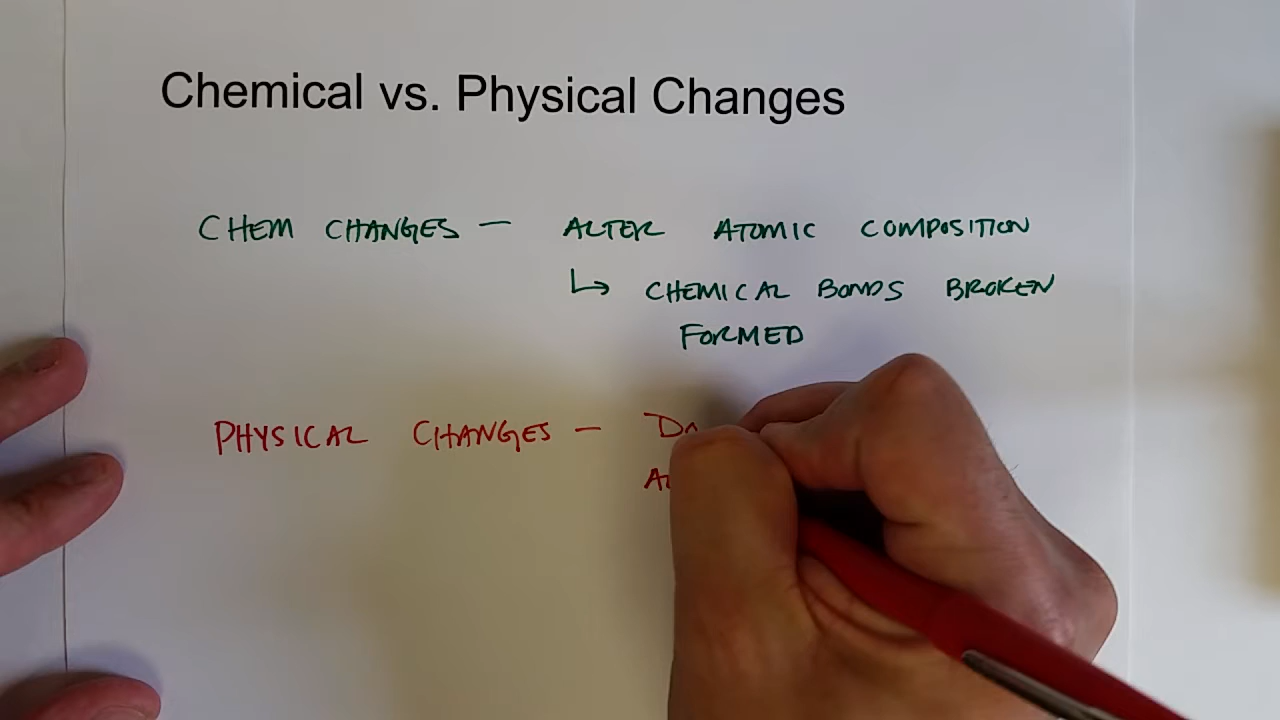 Chemical vs. Physical Changes
CHEM CHANGES — ALTER ATOMIC COMPOSITION
↳ CHEMICAL BONDS BROKEN
FORMED
PHYSICAL CHANGES —